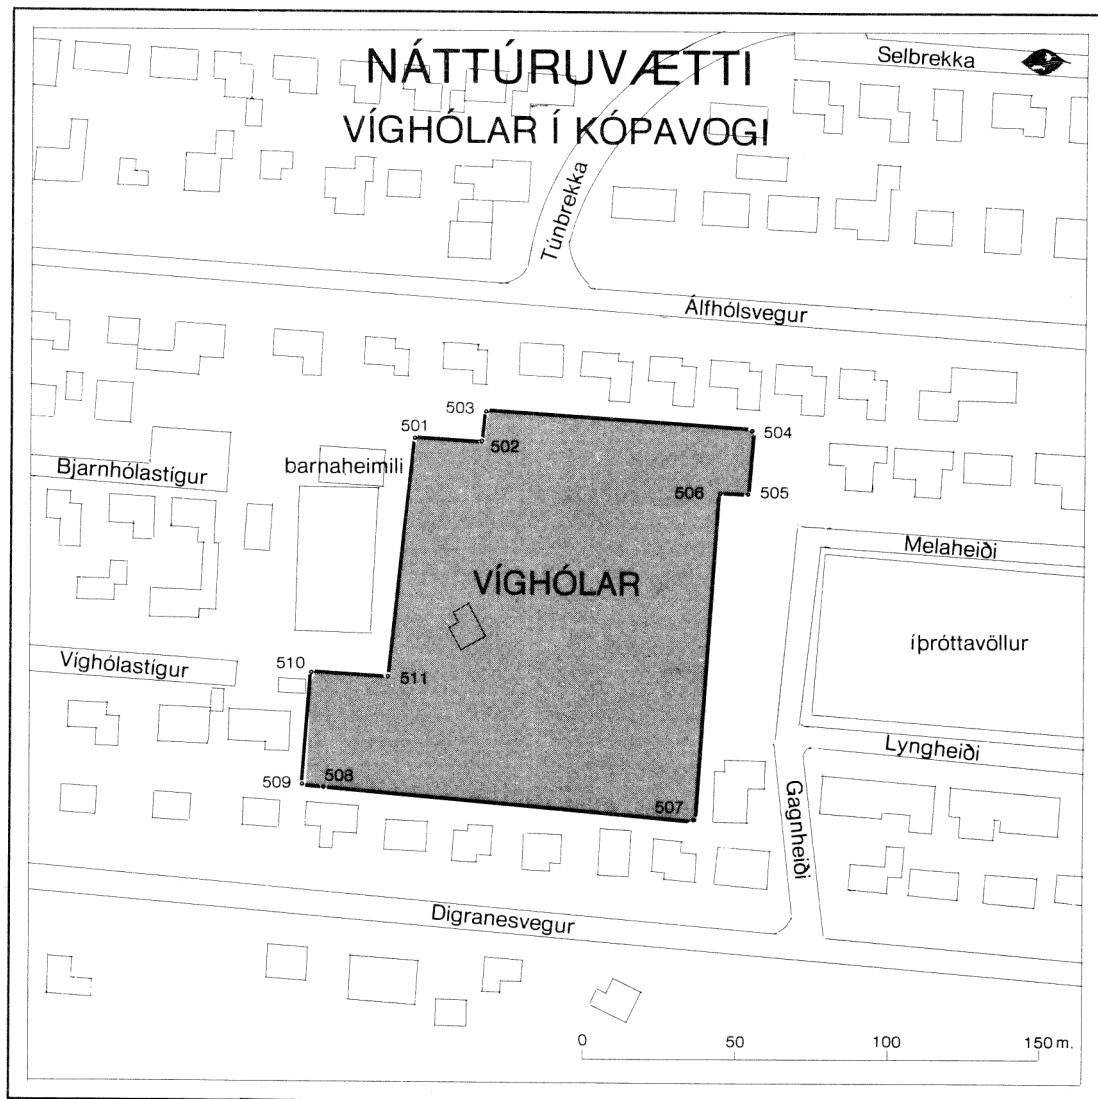 Selbrekka
NÁTTÚRUVÆTTI
VÍGHÓLAR Í KÓPAVOGI
Túnbrekka
Álfhólsvegur
503
501
502
504
Bjarnhólastígur
barnaheimili
506
505
Melaheiði
VÍGHÓLAR
íþróttavöllur
Víghólastígur
510
511
Lyngheiði
509
508
507
Gagnheiði
Digranesvegur
0 50 100 150 m.